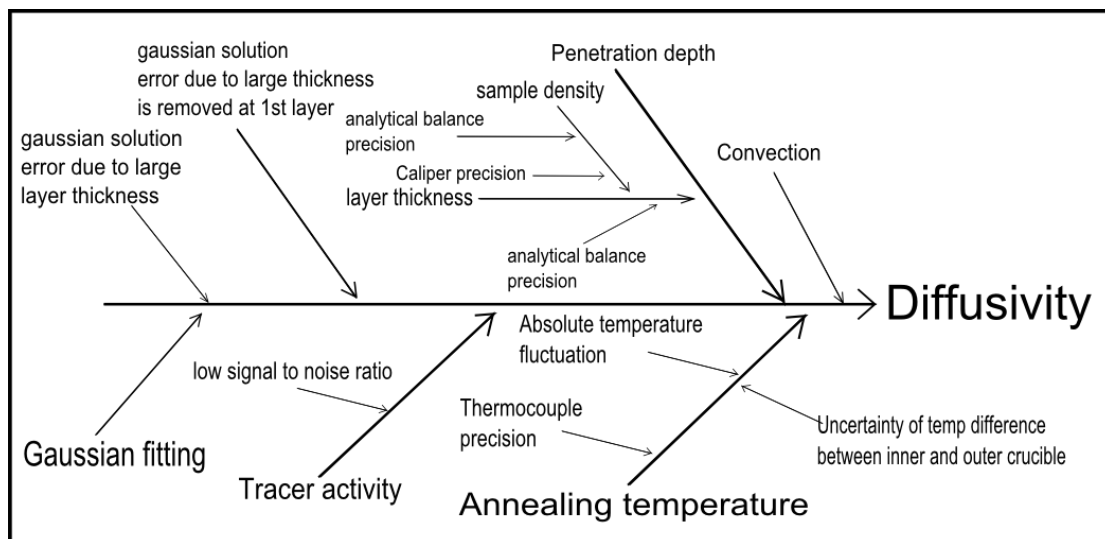 gaussian solution
error due to large thickness
is removed at 1st layer
Penetration depth
sample density
analytical balance
precision
gaussian solution
error due to large
layer thickness
Caliper precision
layer thickness
Convection
analytical balance
precision
Diffusivity
Absolute temperature
fluctuation
low signal to noise ratio
Thermocouple
precision
Uncertainty of temp difference
between inner and outer crucible
Gaussian fitting
Tracer activity
Annealing temperature